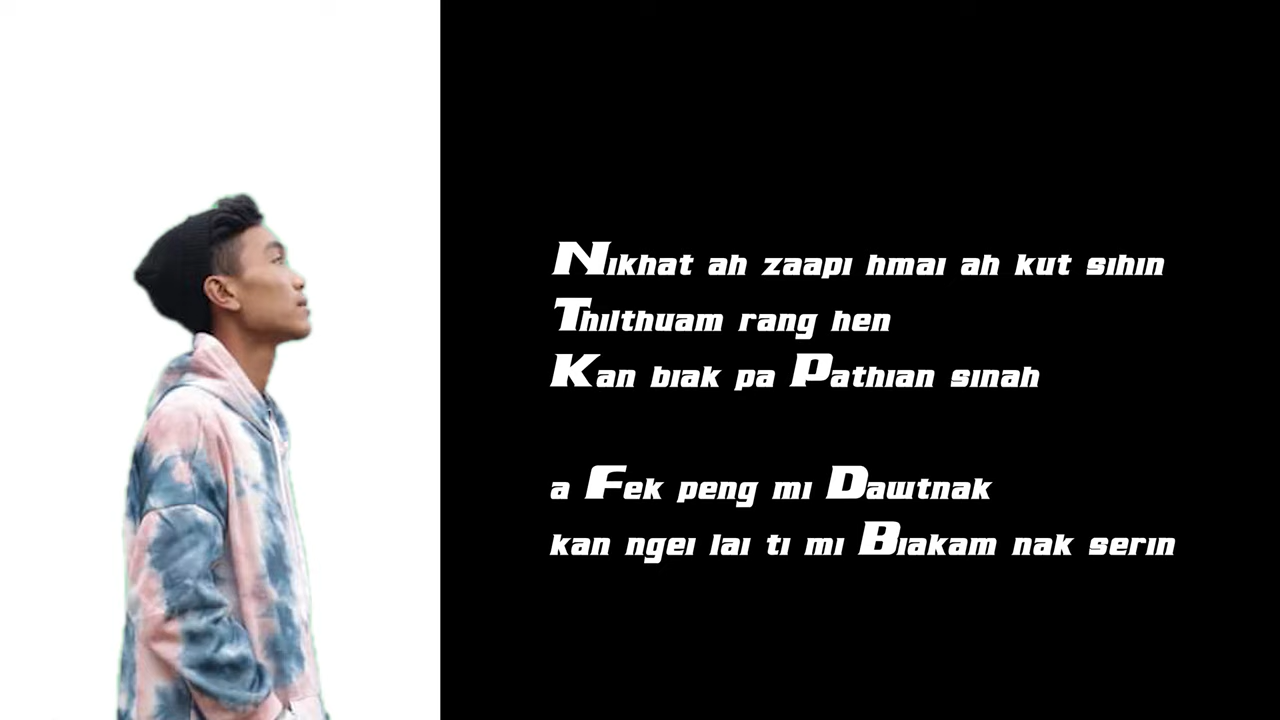 Nikhat ah zaapi hmai ah kut sihin
Thilthuam rang hen
Kan biak pa Pathian sinah
a Fek peng mi Dawtnak
kan ngei lai ti mi Biakam nak serin